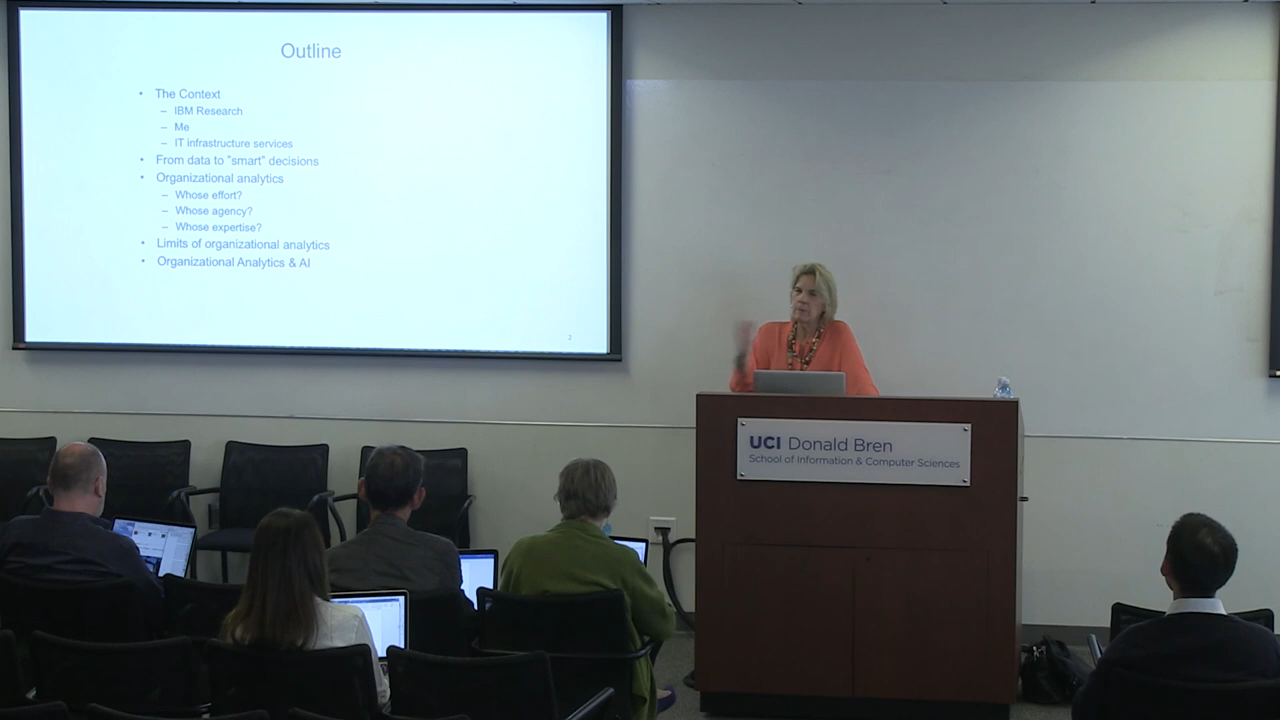 Outline
• The Context
– IBM Research
– Me
– IT infrastructure services
• From data to "smart" decisions
• Organizational analytics
– Whose effort?
– Whose agency?
– Whose expertise?
• Limits of organizational analytics
• Organizational Analytics & AI
2
UCI Donald Bren
School of Information & Computer Sciences